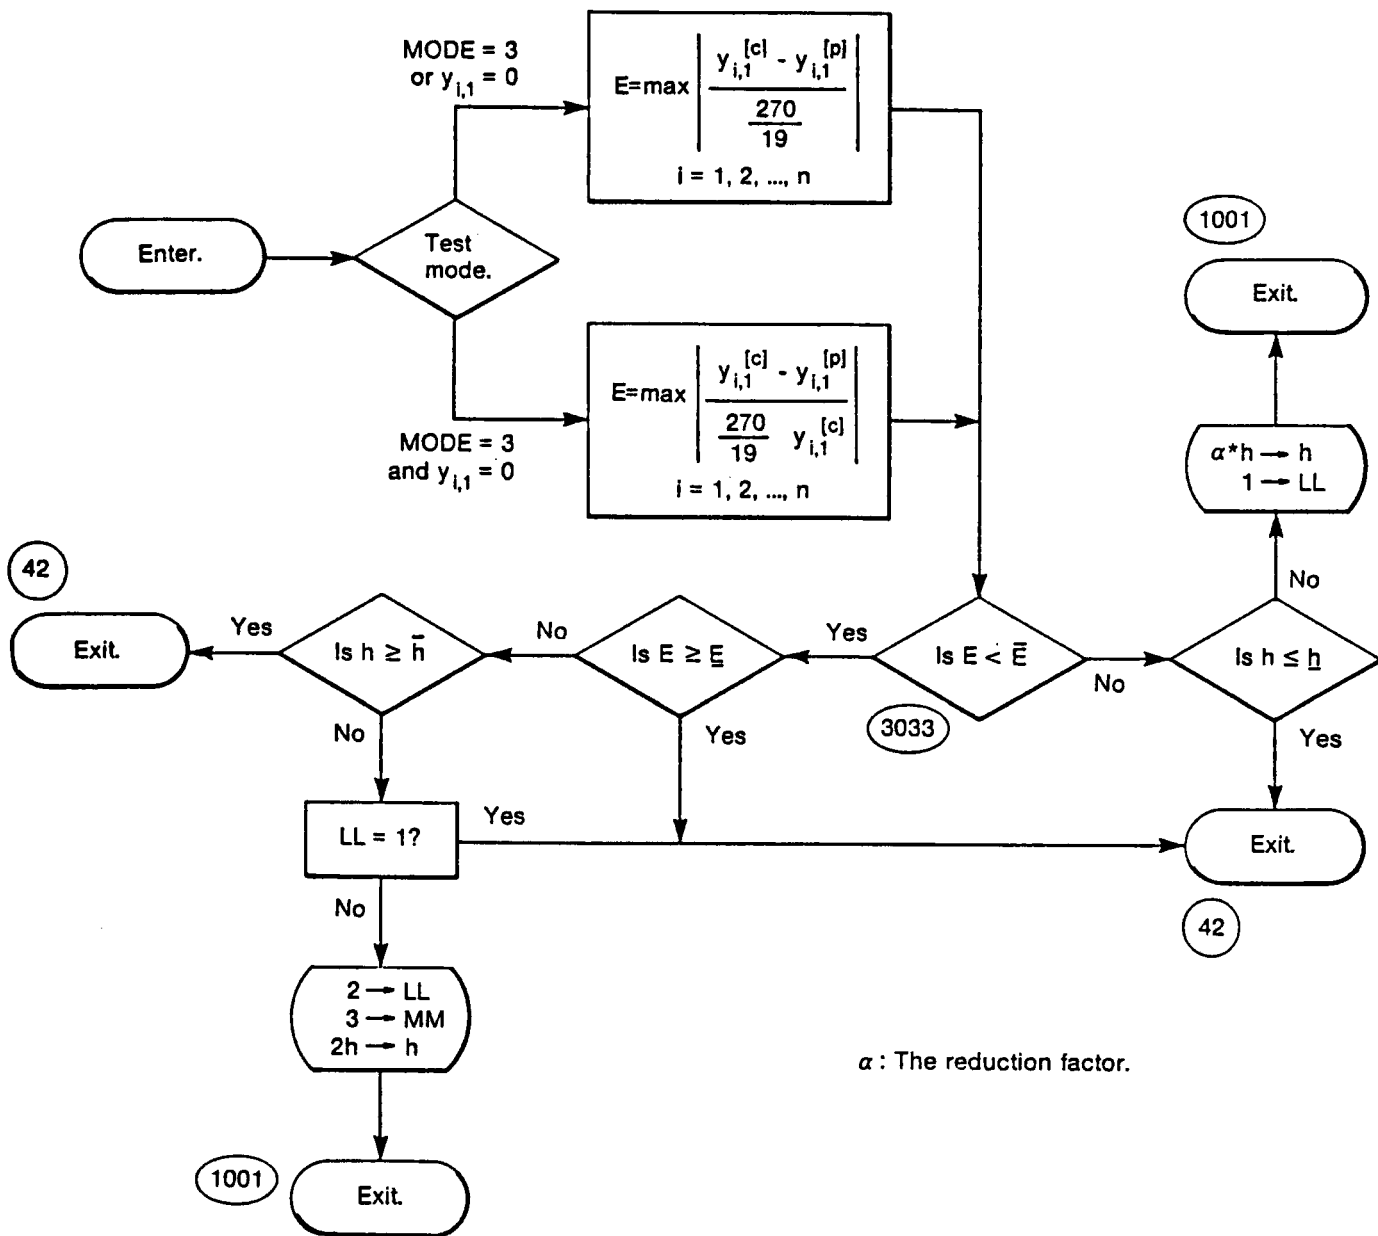 MODE = 3
or y_{i,1} = 0
E=max | (y_{i,1}^{[c]} - y_{i,1}^{[p]}) / (270/19) |
i = 1, 2, ..., n
Enter.
Test
mode.
1001
Exit.
E=max | (y_{i,1}^{[c]} - y_{i,1}^{[p]}) / (270/19 y_{i,1}^{[c]}) |
i = 1, 2, ..., n
MODE = 3
and y_{i,1} = 0
α*h → h
1 → LL
No
42
Exit.
Yes
Is h ≥ h̅
No
Is E ≥ E̲
Yes
Is E < E̅
No
Is h ≤ h̲
No
Yes
3033
Yes
LL = 1?
Yes
Exit.
42
No
2 → LL
3 → MM
2h → h
α : The reduction factor.
1001
Exit.